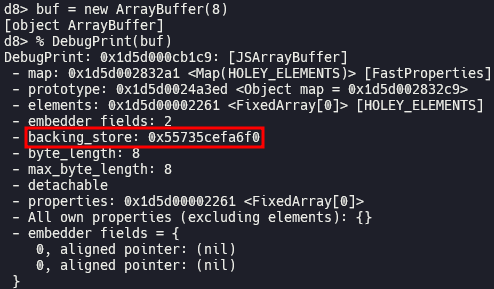 d8> buf = new ArrayBuffer(8)
[object ArrayBuffer]
d8> % DebugPrint(buf)
DebugPrint: 0x1d5d000cb1c9: [JSArrayBuffer]
- map: 0x1d5d002832a1 <Map(HOLEY_ELEMENTS)> [FastProperties]
- prototype: 0x1d5d0024a3ed <Object map = 0x1d5d002832c9>
- elements: 0x1d5d00002261 <FixedArray[0]> [HOLEY_ELEMENTS]
- embedder fields: 2
- backing_store: 0x55735cefa6f0
- byte_length: 8
- max_byte_length: 8
- detachable
- properties: 0x1d5d00002261 <FixedArray[0]>
- All own properties (excluding elements): {}
- embedder fields = {
0, aligned pointer: (nil)
0, aligned pointer: (nil)
}